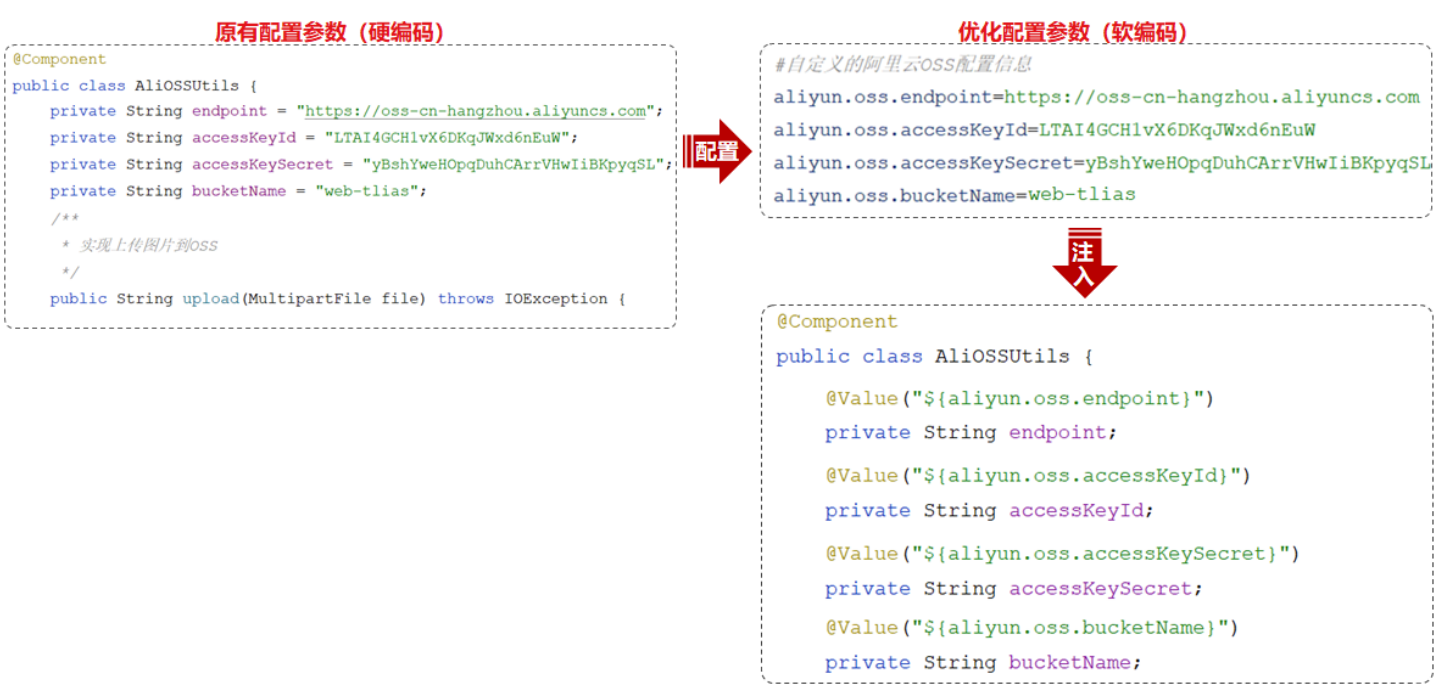 原有配置参数（硬编码）
@Component
public class AliOSSUtils {
private String endpoint = "https://oss-cn-hangzhou.aliyuncs.com";
private String accessKeyId = "LTAI4GCH1vX6DKqJWxd6nEuW";
private String accessKeySecret = "yBshYweHOpqDuhCArrVHwIiBKpyqSL";
private String bucketName = "web-tlias";
/**
* 实现上传图片到OSS
*/
public String upload(MultipartFile file) throws IOException {
配置
优化配置参数（软编码）
#自定义的阿里云OSS配置信息
aliyun.oss.endpoint=https://oss-cn-hangzhou.aliyuncs.com
aliyun.oss.accessKeyId=LTAI4GCH1vX6DKqJWxd6nEuW
aliyun.oss.accessKeySecret=yBshYweHOpqDuhCArrVHwIiBKpyqSL
aliyun.oss.bucketName=web-tlias
注
入
@Component
public class AliOSSUtils {
@Value("${aliyun.oss.endpoint}")
private String endpoint;
@Value("${aliyun.oss.accessKeyId}")
private String accessKeyId;
@Value("${aliyun.oss.accessKeySecret}")
private String accessKeySecret;
@Value("${aliyun.oss.bucketName}")
private String bucketName;